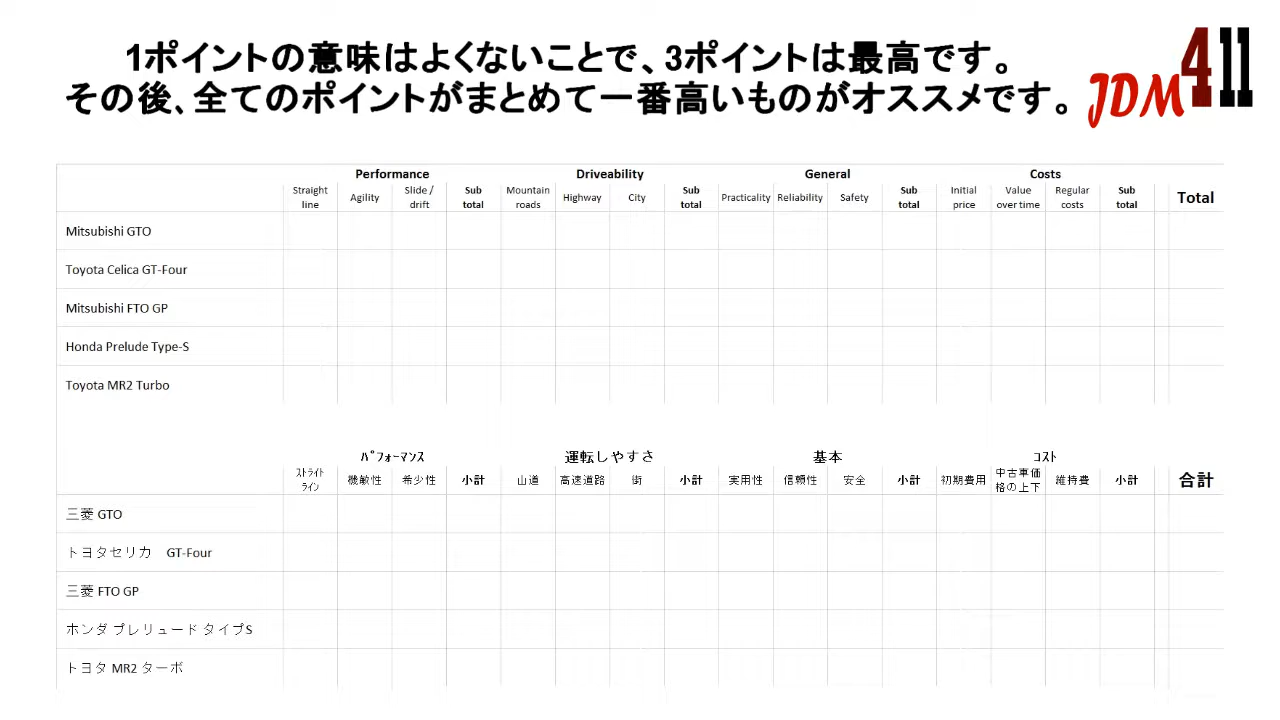 1ポイントの意味はよくないことで、3ポイントは最高です。
その後、全てのポイントがまとめて一番高いものがオススメです。
JDM411
Performance Driveability General Costs
Straight line Agility Slide / drift Sub total Mountain roads Highway City Sub total Practicality Reliability Safety Sub total Initial price Value over time Regular costs Sub total Total
Mitsubishi GTO
Toyota Celica GT-Four
Mitsubishi FTO GP
Honda Prelude Type-S
Toyota MR2 Turbo
ﾊﾟﾌｫｰﾏﾝｽ 運転しやすさ 基本 ｺｽﾄ
ｽﾄﾗｲﾄ ﾗｲﾝ 機敏性 希少性 小計 山道 高速道路 街 小計 実用性 信頼性 安全 小計 初期費用 中古車価格の上下 維持費 小計 合計
三菱 GTO
トヨタセリカ　GT-Four
三菱 FTO GP
ホンダ プレリュード タイプS
トヨタ MR2 ターボ